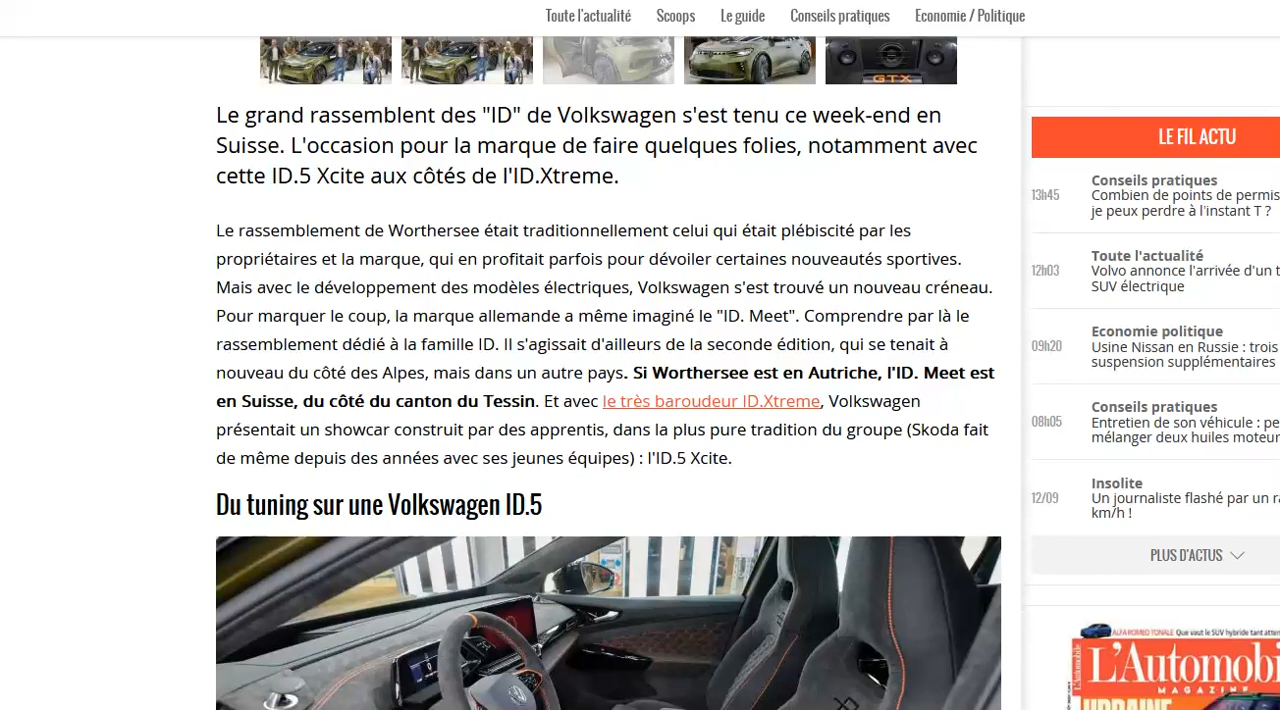 Toute l'actualité Scoops Le guide Conseils pratiques Economie / Politique
GTX
Le grand rassemblent des "ID" de Volkswagen s'est tenu ce week-end en
Suisse. L'occasion pour la marque de faire quelques folies, notamment avec
cette ID.5 Xcite aux côtés de l'ID.Xtreme.
Le rassemblement de Worthersee était traditionnellement celui qui était plébiscité par les
propriétaires et la marque, qui en profitait parfois pour dévoiler certaines nouveautés sportives.
Mais avec le développement des modèles électriques, Volkswagen s'est trouvé un nouveau créneau.
Pour marquer le coup, la marque allemande a même imaginé le "ID. Meet". Comprendre par là le
rassemblement dédié à la famille ID. Il s'agissait d'ailleurs de la seconde édition, qui se tenait à
nouveau du côté des Alpes, mais dans un autre pays. Si Worthersee est en Autriche, l'ID. Meet est
en Suisse, du côté du canton du Tessin. Et avec le très baroudeur ID.Xtreme, Volkswagen
présentait un showcar construit par des apprentis, dans la plus pure tradition du groupe (Skoda fait
de même depuis des années avec ses jeunes équipes) : l'ID.5 Xcite.
Du tuning sur une Volkswagen ID.5
LE FIL ACTU
13h45 Conseils pratiques
Combien de points de permis
je peux perdre à l'instant T ?
12h03 Toute l'actualité
Volvo annonce l'arrivée d'un t
SUV électrique
09h20 Economie politique
Usine Nissan en Russie : trois
suspension supplémentaires
08h05 Conseils pratiques
Entretien de son véhicule : pe
mélanger deux huiles moteur
12/09 Insolite
Un journaliste flashé par un ra
km/h !
PLUS D'ACTUS
ALFA ROMEO TONALE Que vaut le SUV hybride tant atten
L'Automobi
MAGAZINE
UKRAINE